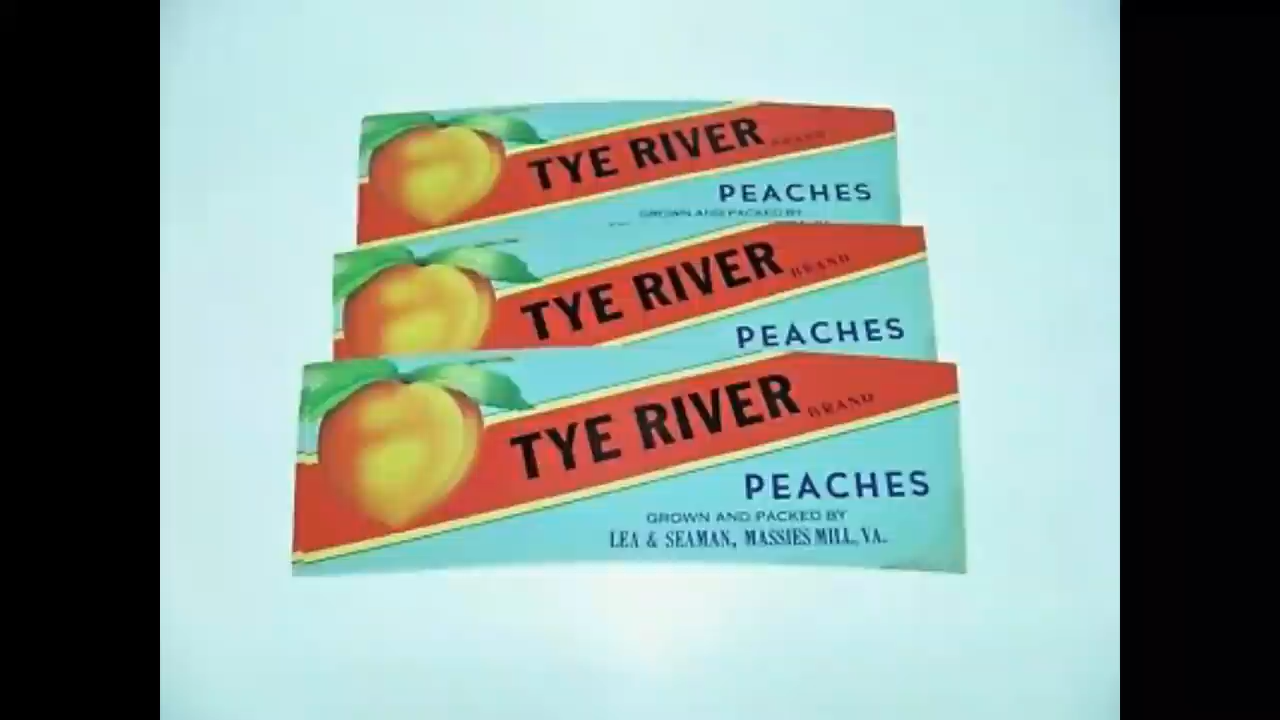 TYE RIVER BRAND
PEACHES
GROWN AND PACKED BY
TYE RIVER BRAND
PEACHES
TYE RIVER BRAND
PEACHES
GROWN AND PACKED BY
LEA & SEAMAN, MASSIES MILL, VA.